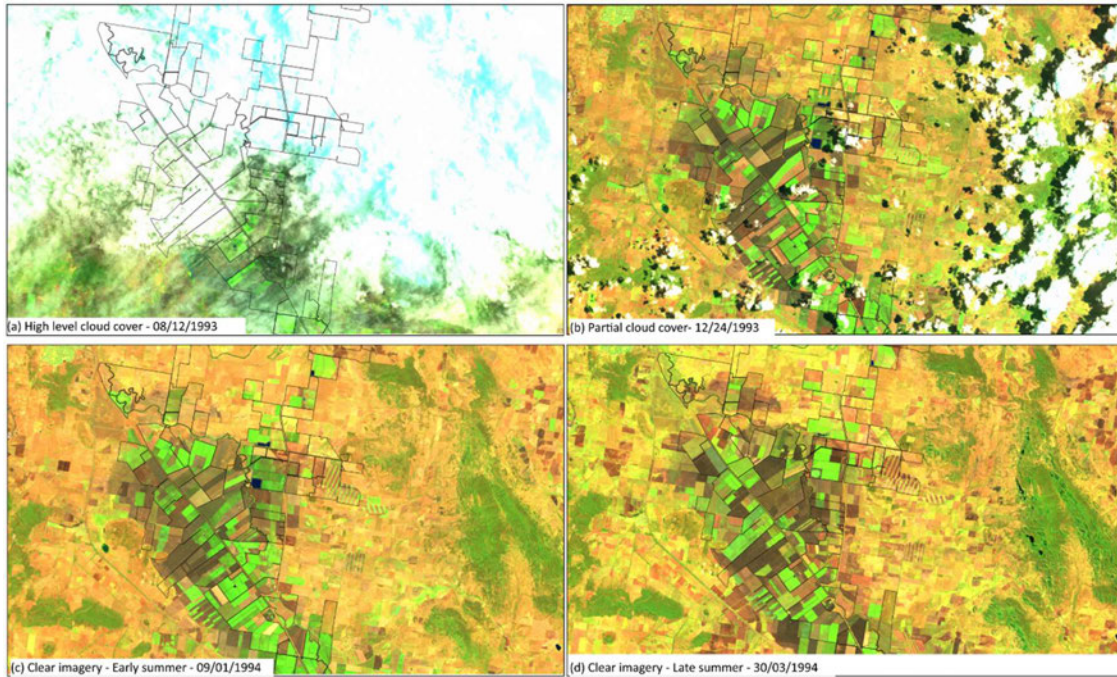 (a) High level cloud cover - 08/12/1993
(b) Partial cloud cover- 12/24/1993
(c) Clear imagery - Early summer - 09/01/1994
(d) Clear imagery - Late summer - 30/03/1994